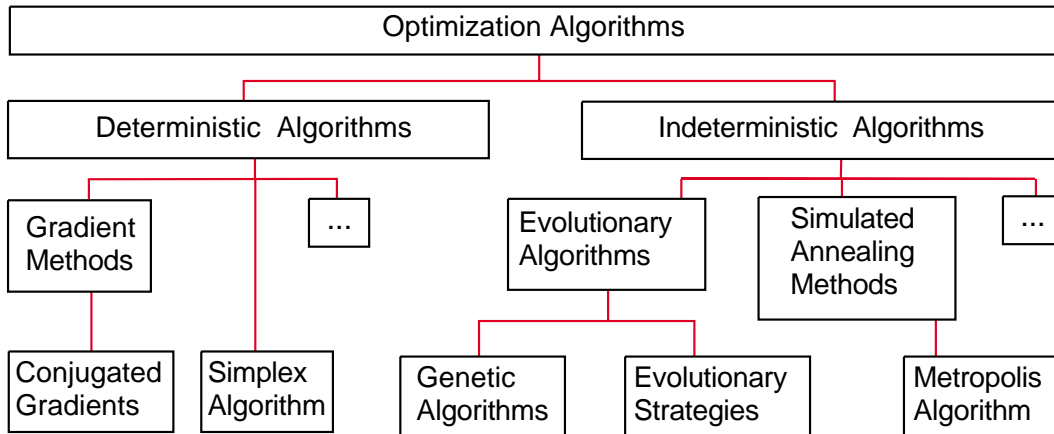 Optimization Algorithms
Deterministic Algorithms
Indeterministic Algorithms
Gradient
Methods
...
Evolutionary
Algorithms
Simulated
Annealing
Methods
...
Conjugated
Gradients
Simplex
Algorithm
Genetic
Algorithms
Evolutionary
Strategies
Metropolis
Algorithm